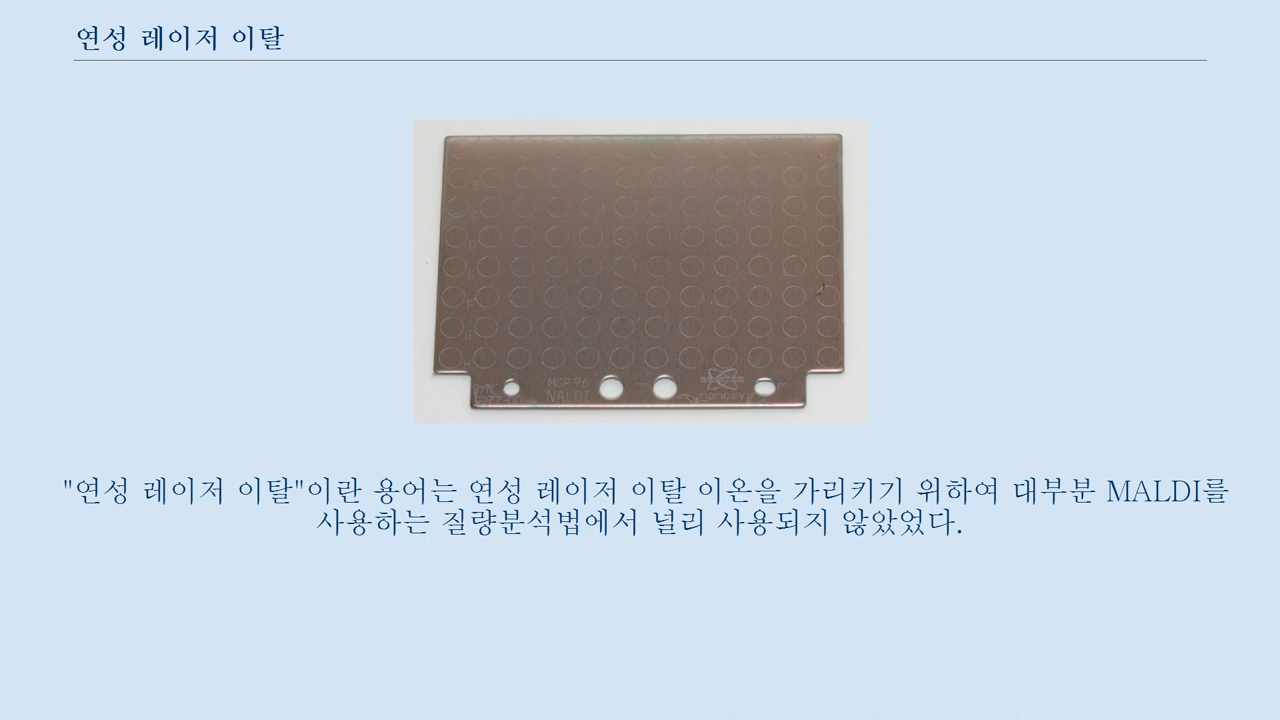 연성 레이저 이탈
D
E
F
G
H
MSP 96
NALDI
"연성 레이저 이탈"이란 용어는 연성 레이저 이탈 이온을 가리키기 위하여 대부분 MALDI를
사용하는 질량분석법에서 널리 사용되지 않았었다.